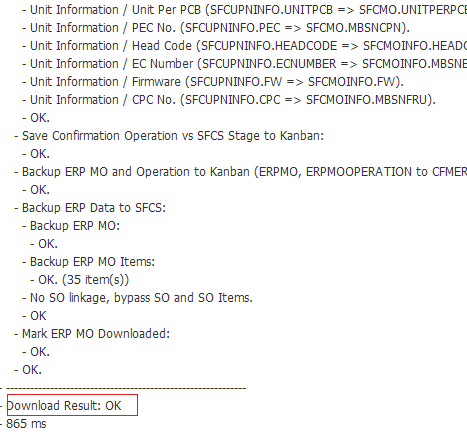 - Unit Information / Unit Per PCB (SFCUPNINFO.UNITPCB => SFCMO.UNITPERPCB
- Unit Information / PEC No. (SFCUPNINFO.PEC => SFCMO.MBSNCPN).
- Unit Information / Head Code (SFCUPNINFO.HEADCODE => SFCMOINFO.HEADC
- Unit Information / EC Number (SFCUPNINFO.ECNUMBER => SFCMOINFO.MBSNE
- Unit Information / Firmware (SFCUPNINFO.FW => SFCMOINFO.FW).
- Unit Information / CPC No. (SFCUPNINFO.CPC => SFCMOINFO.MBSNFRU).
- OK.
- Save Confirmation Operation vs SFCS Stage to Kanban:
- OK.
- Backup ERP MO and Operation to Kanban (ERPMO, ERPMOOPERATION to CFMER
- OK.
- Backup ERP Data to SFCS:
- Backup ERP MO:
- OK.
- Backup ERP MO Items:
- OK. (35 item(s))
- No SO linkage, bypass SO and SO Items.
- OK
- Mark ERP MO Downloaded:
- OK.
- OK.
- ------------------------------------------------------------
- Download Result: OK
- 865 ms